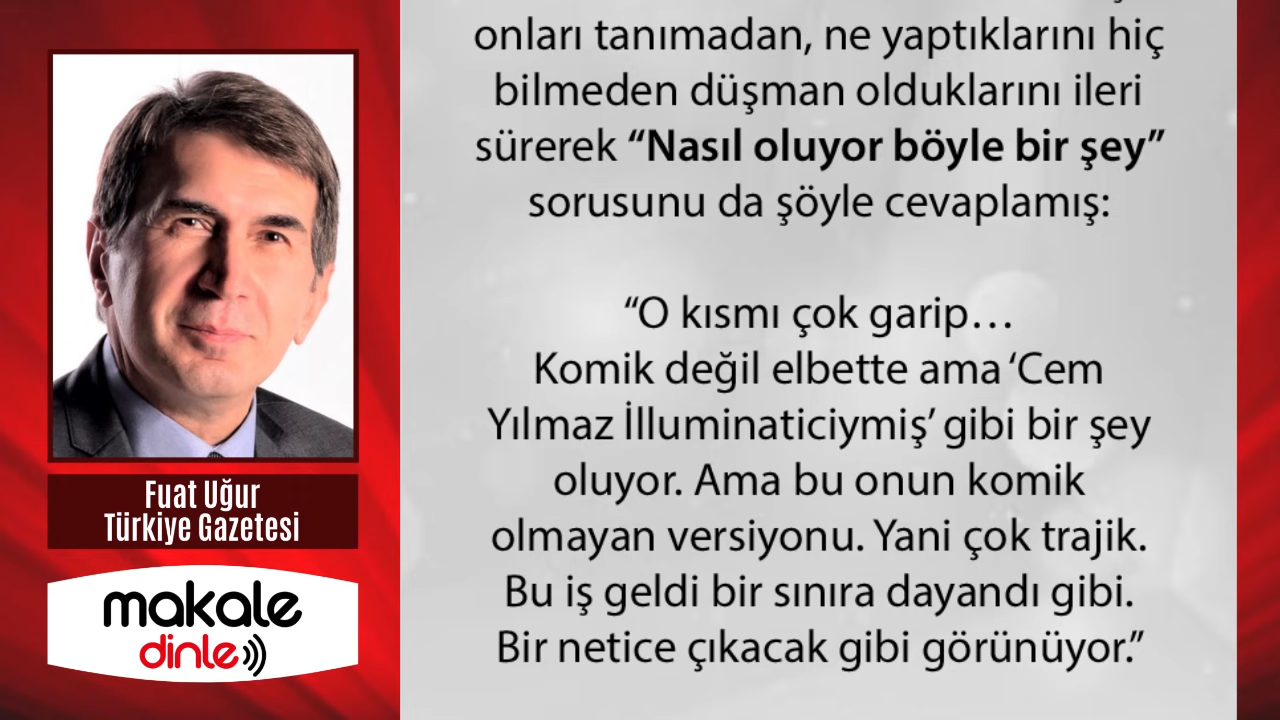 onları tanımadan, ne yaptıklarını hiç
bilmeden düşman olduklarını ileri
sürerek “Nasıl oluyor böyle bir şey”
sorusunu da şöyle cevaplamış:
“O kısmı çok garip…
Komik değil elbette ama ‘Cem
Yılmaz İlluminaticiymiş’ gibi bir şey
oluyor. Ama bu onun komik
olmayan versiyonu. Yani çok trajik.
Bu iş geldi bir sınıra dayandı gibi.
Bir netice çıkacak gibi görünüyor.”
Fuat Uğur
Türkiye Gazetesi
makale
dinle